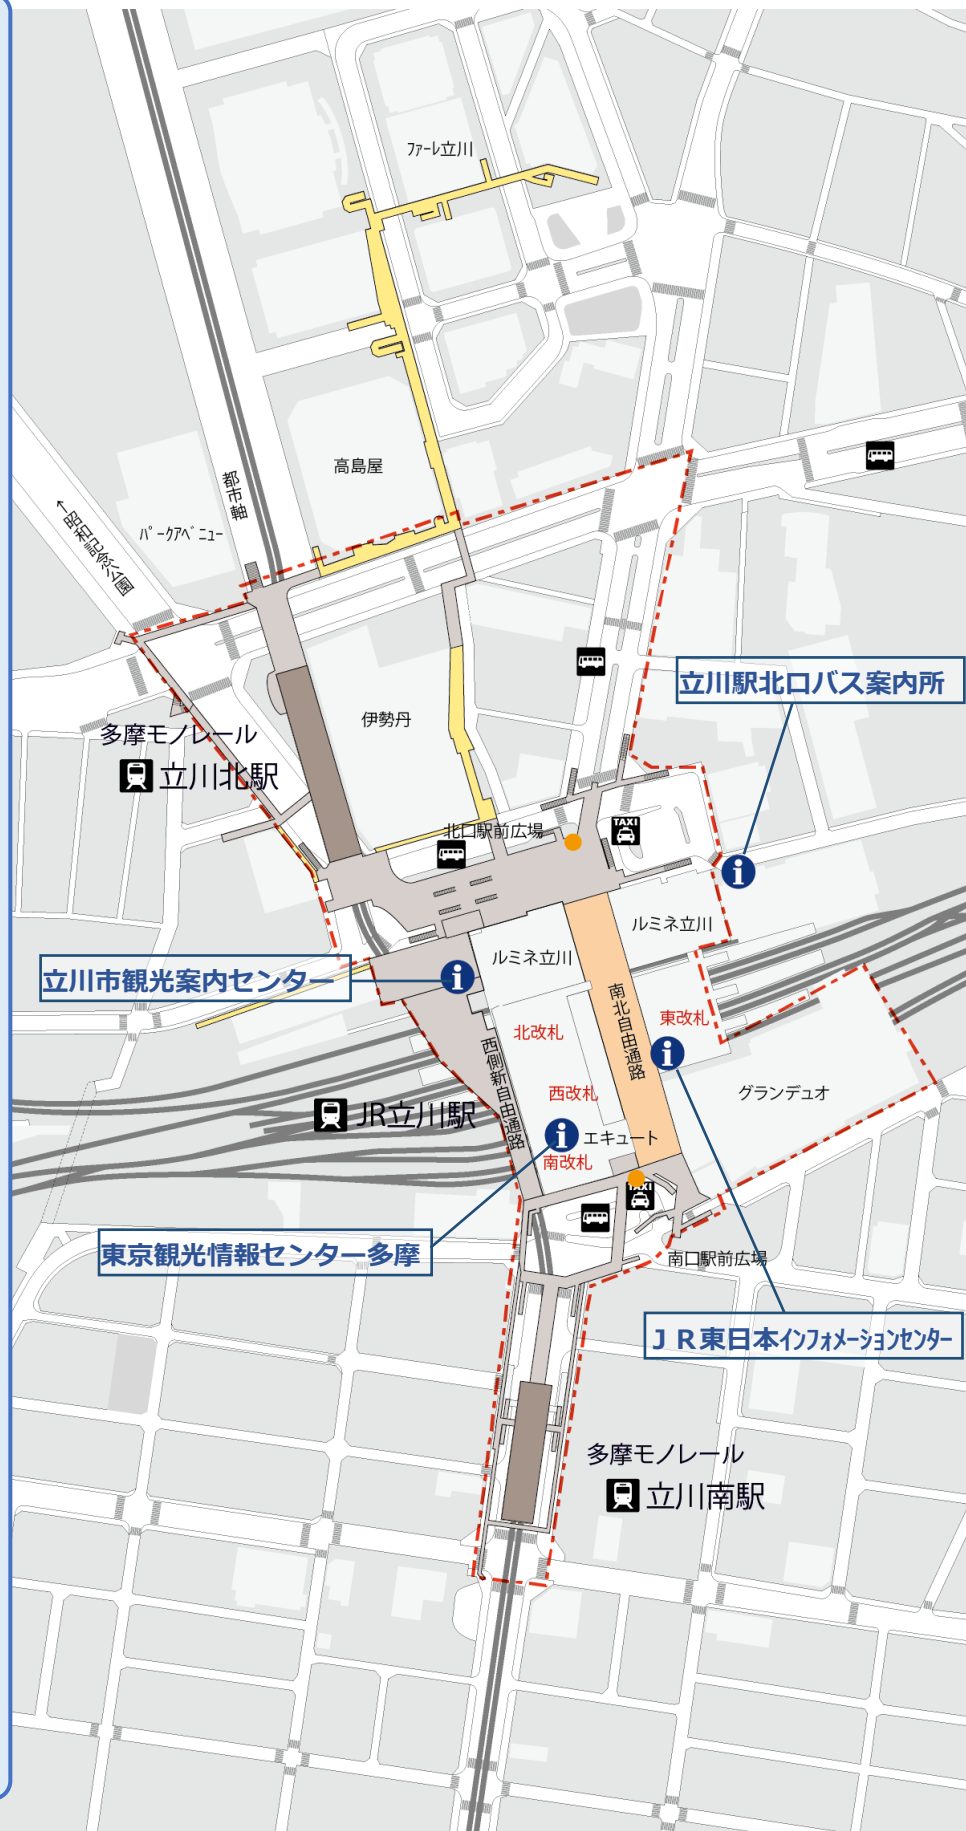 ファーレ立川
高島屋
都市軸
パークアベニュー
←昭和記念公園
立川駅北口バス案内所
伊勢丹
多摩モノレール
立川北駅
北口駅前広場
TAXI
ルミネ立川
ルミネ立川
立川市観光案内センター
南北自由通路
東改札
北改札
西側新自由通路
西改札
グランデュオ
JR立川駅
エキュート
南改札
TAXI
東京観光情報センター多摩
南口駅前広場
JR東日本インフォメーションセンター
多摩モノレール
立川南駅